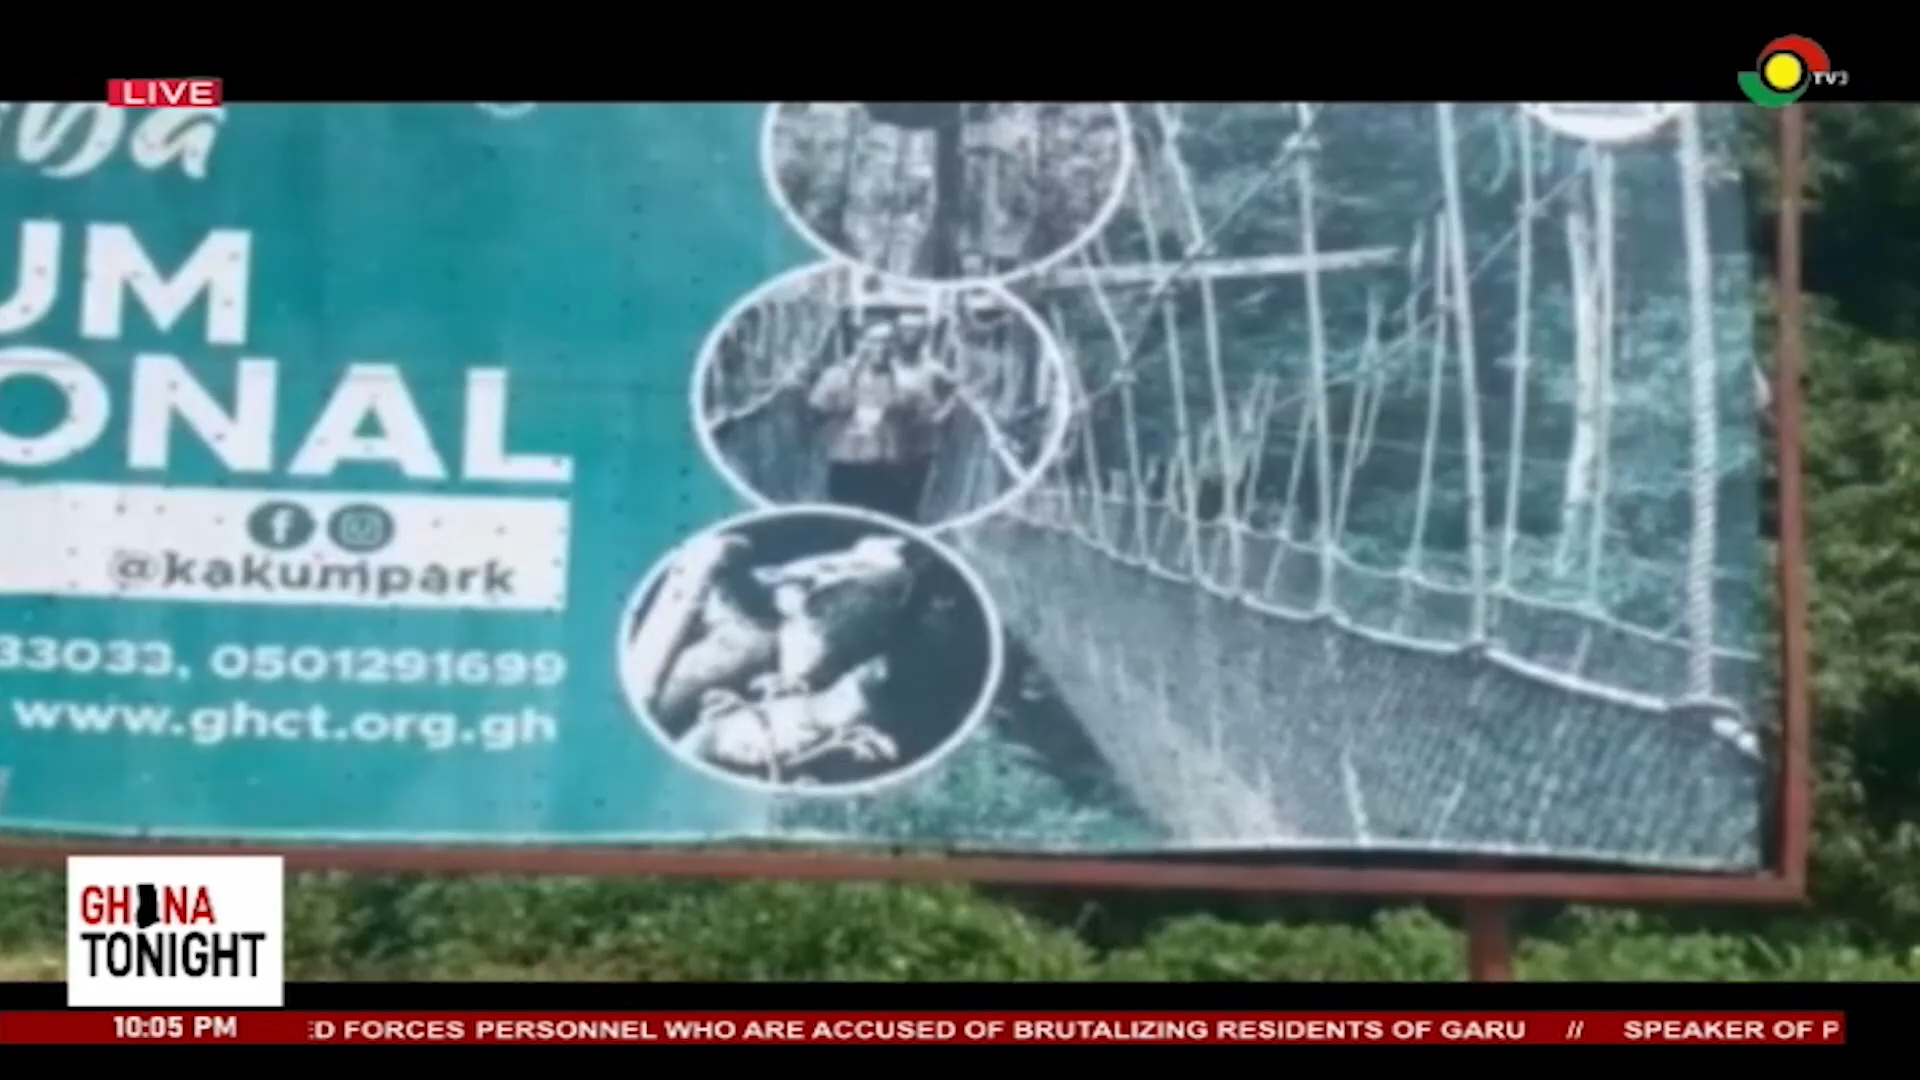 LIVE
TV3
UM
ONAL
@kakumpark
33033, 0501291699
www.ghct.org.gh
GHANA
TONIGHT
10:05 PM
ED FORCES PERSONNEL WHO ARE ACCUSED OF BRUTALIZING RESIDENTS OF GARU // SPEAKER OF P